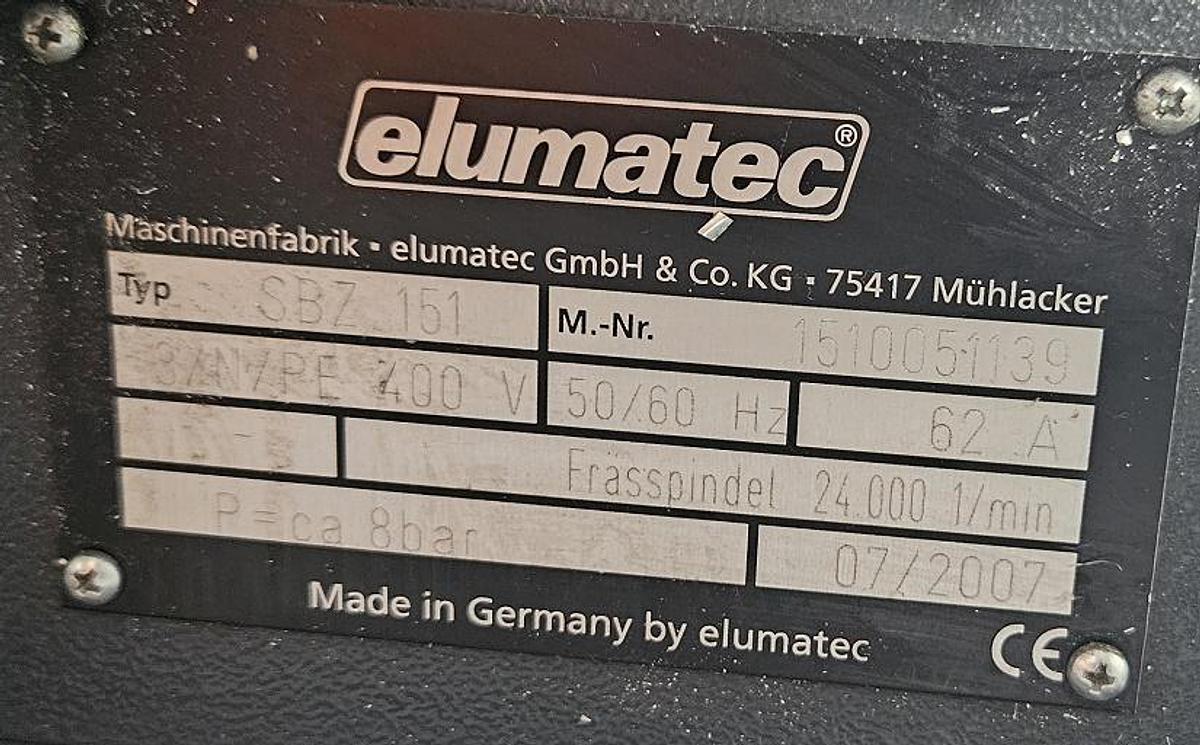 elumatec®
Maschinenfabrik · elumatec GmbH & Co. KG · 75417 Mühlacker
Typ SBZ 151 M.-Nr. 1510051139
3/N/PE 400 V 50/60 Hz 62 A
- Frässpindel 24.000 1/min
P = ca 8bar 07/2007
Made in Germany by elumatec CE